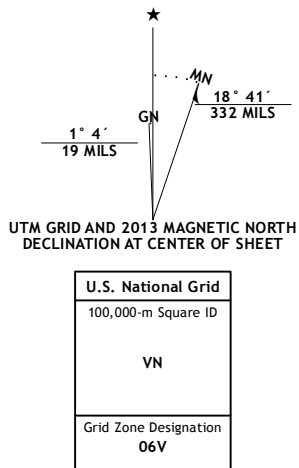 ★
MN
GN
18° 41´
332 MILS
1° 4´
19 MILS
UTM GRID AND 2013 MAGNETIC NORTH
DECLINATION AT CENTER OF SHEET
U.S. National Grid
100,000-m Square ID
VN
Grid Zone Designation
06V